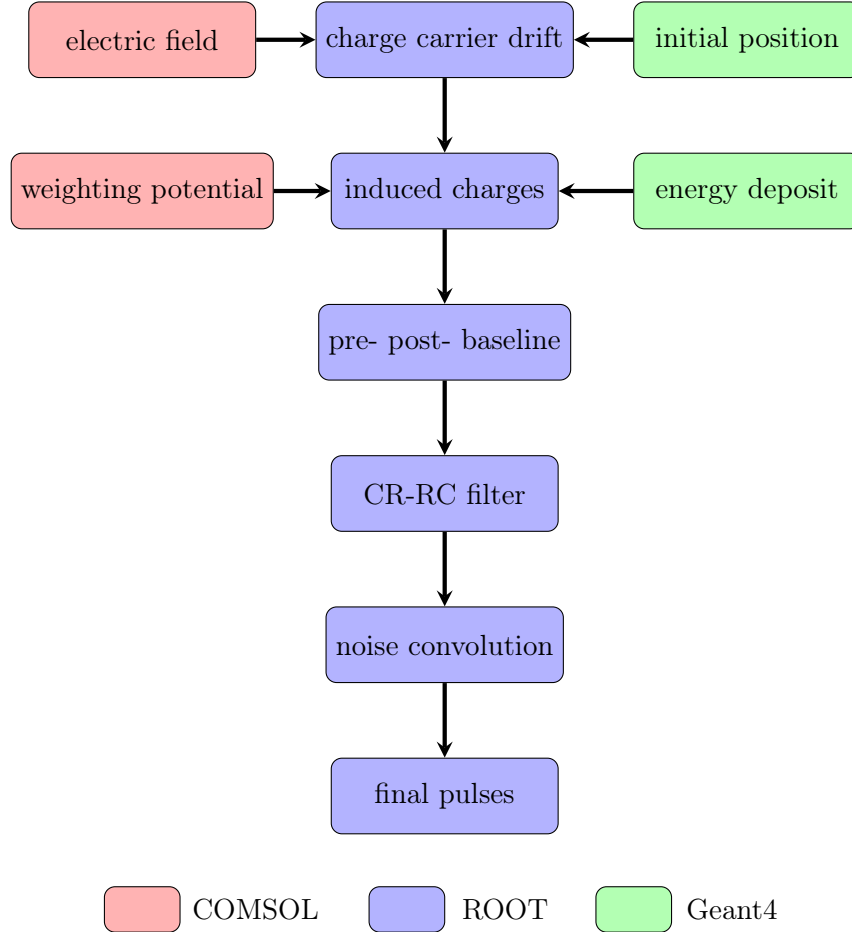 electric field
charge carrier drift
initial position
weighting potential
induced charges
energy deposit
pre- post- baseline
CR-RC filter
noise convolution
final pulses
COMSOL
ROOT
Geant4